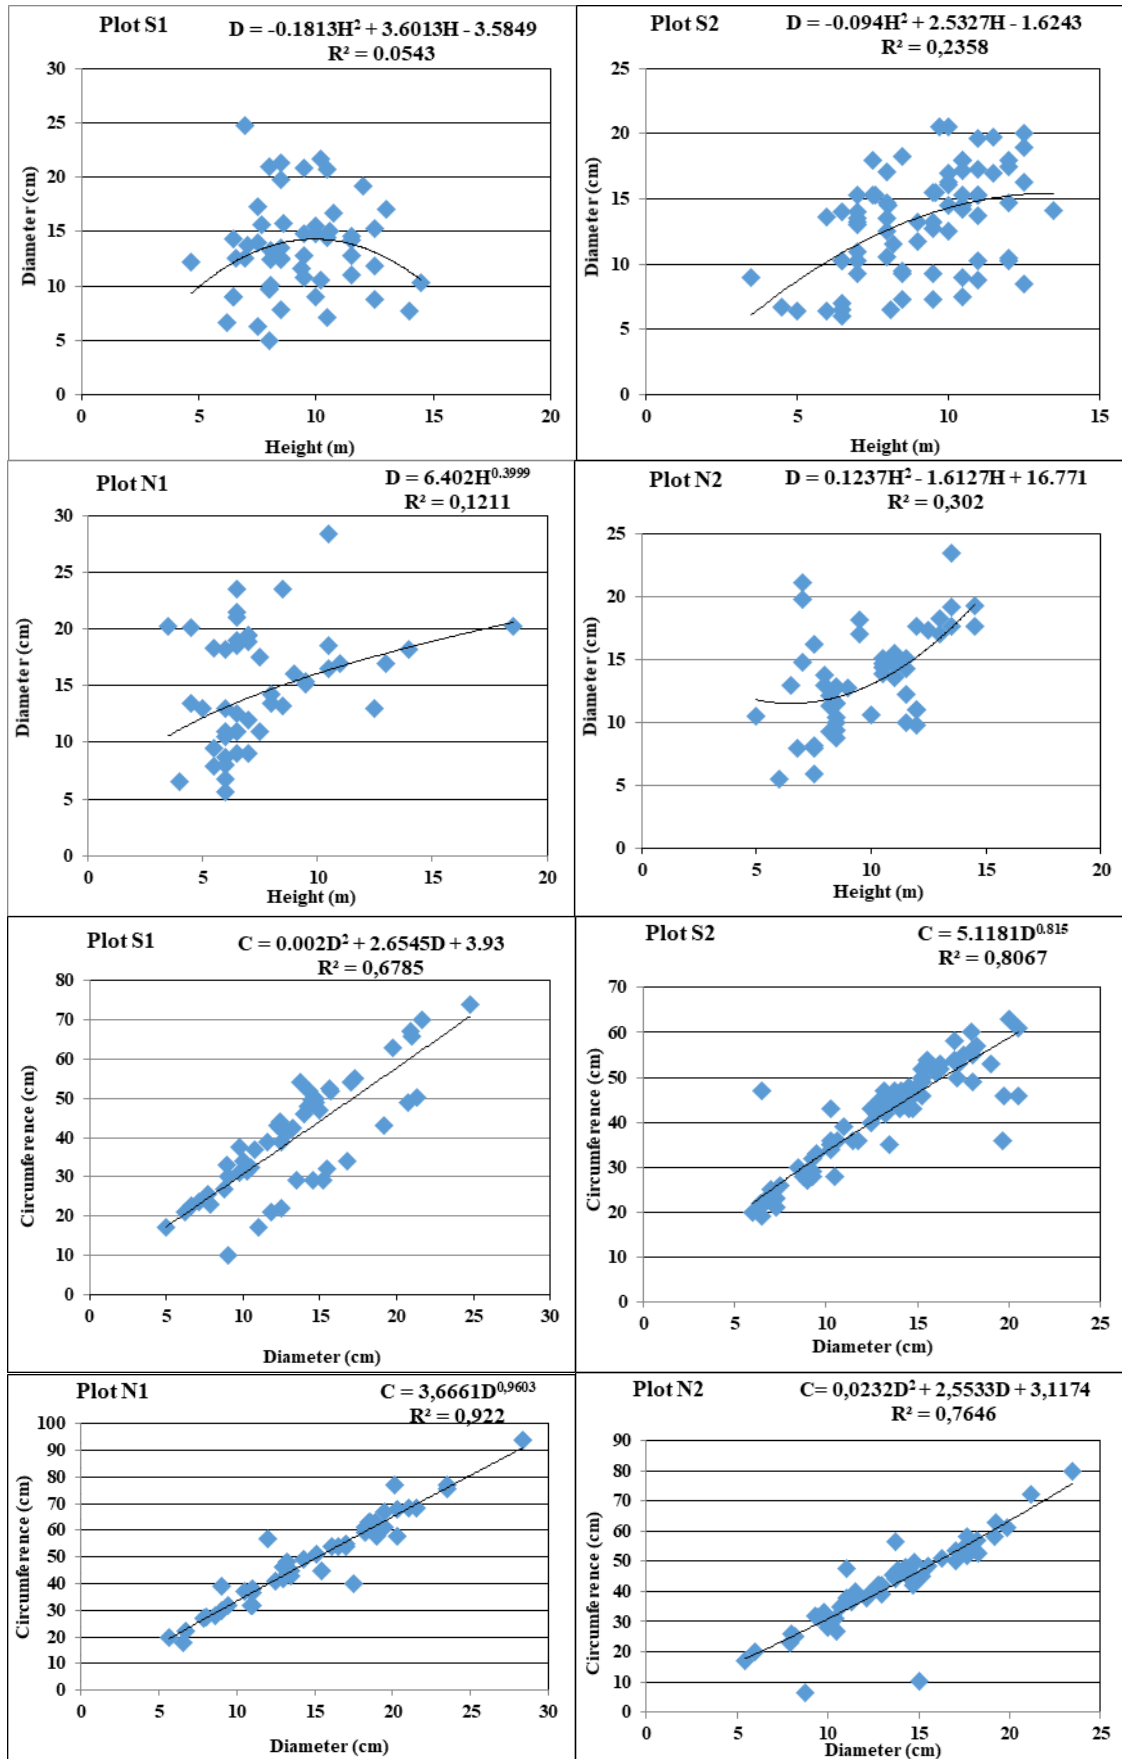 Plot S1 D = -0.1813H² + 3.6013H - 3.5849
R² = 0.0543
30
25
20
15
10
5
0
Diameter (cm)
0 5 10 15 20
Height (m)
Plot S2 D = -0.094H² + 2.5327H - 1.6243
R² = 0,2358
25
20
15
10
5
0
Diameter (cm)
0 5 10 15
Height (m)
Plot N1 D = 6.402H^0.3999
R² = 0,1211
30
25
20
15
10
5
0
Diameter (cm)
0 5 10 15 20
Height (m)
Plot N2 D = 0.1237H² - 1.6127H + 16.771
R² = 0,302
25
20
15
10
5
0
Diameter (cm)
0 5 10 15 20
Height (m)
Plot S1 C = 0.002D² + 2.6545D + 3.93
R² = 0,6785
80
70
60
50
40
30
20
10
0
Circumference (cm)
0 5 10 15 20 25 30
Diameter (cm)
Plot S2 C = 5.1181D^0.815
R² = 0,8067
70
60
50
40
30
20
10
0
Circumference (cm)
0 5 10 15 20 25
Diameter (cm)
Plot N1 C = 3,6661D^0,9603
R² = 0,922
100
90
80
70
60
50
40
30
20
10
0
Circumference (cm)
0 5 10 15 20 25 30
Diameter (cm)
Plot N2 C= 0,0232D² + 2,5533D + 3,1174
R² = 0,7646
90
80
70
60
50
40
30
20
10
0
Circumference (cm)
0 5 10 15 20 25
Diameter (cm)